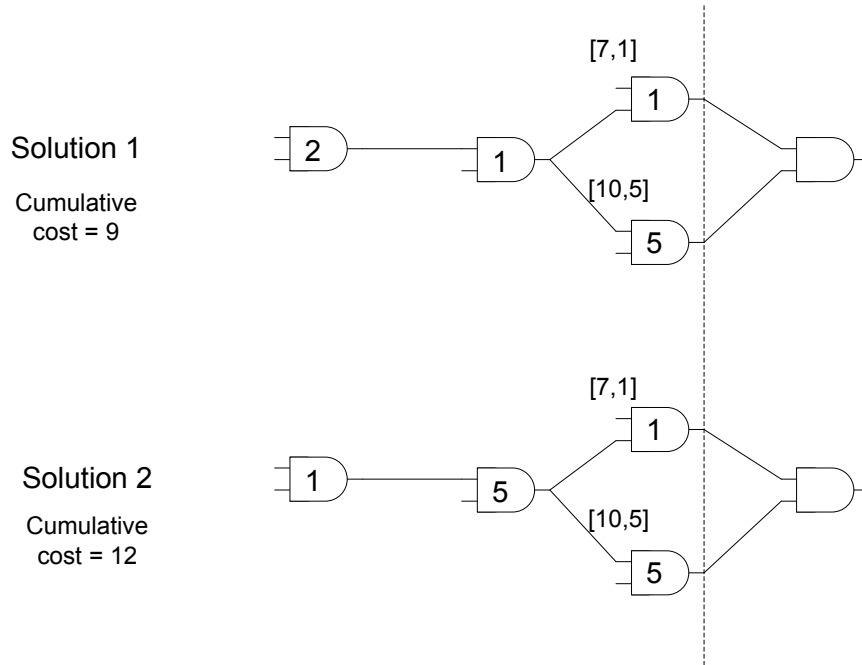 [7,1]
1
Solution 1
2
1
Cumulative
cost = 9
[10,5]
5
[7,1]
1
Solution 2
1
5
Cumulative
cost = 12
[10,5]
5